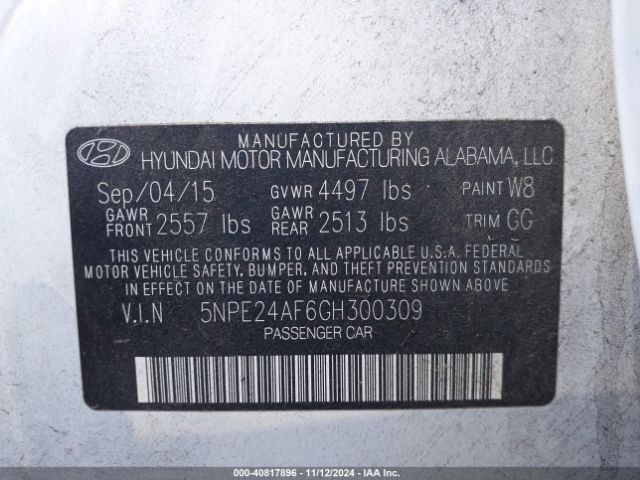 MANUFACTURED BY
HYUNDAI MOTOR MANUFACTURING ALABAMA, LLC
Sep/04/15 GVWR 4497 lbs PAINT W8
GAWR FRONT 2557 lbs GAWR REAR 2513 lbs TRIM GG
THIS VEHICLE CONFORMS TO ALL APPLICABLE U.S.A. FEDERAL
MOTOR VEHICLE SAFETY, BUMPER, AND THEFT PREVENTION STANDARDS
IN EFFECT ON THE DATE OF MANUFACTURE SHOWN ABOVE.
V.I.N 5NPE24AF6GH300309
PASSENGER CAR
000-40817896 - 11/12/2024 - IAA Inc.